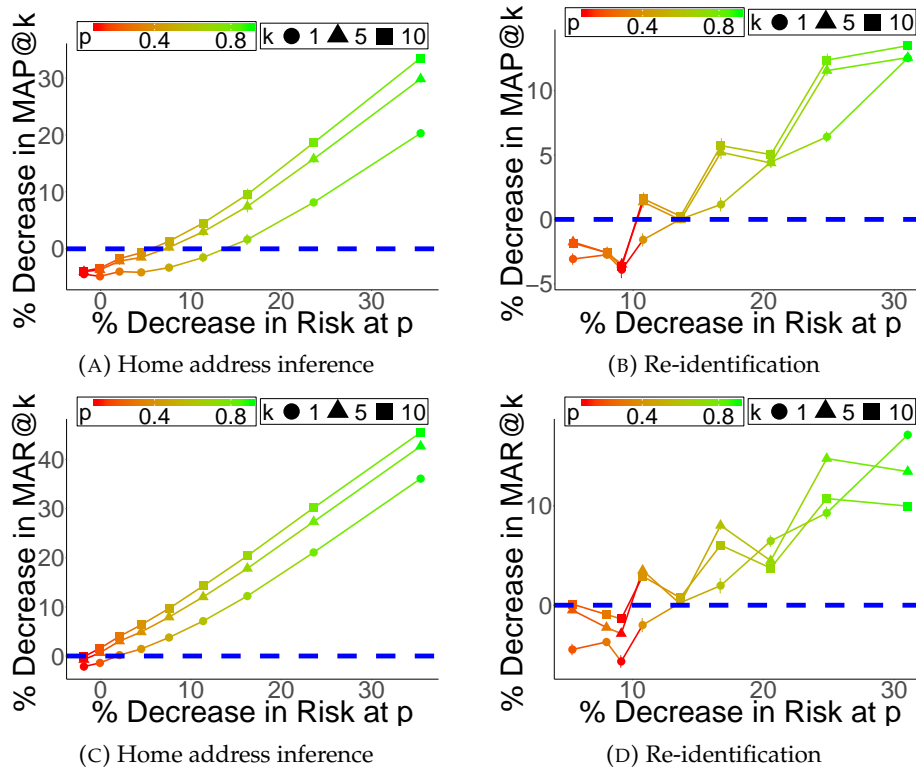 p 0.4 0.8 k 1 5 10
% Decrease in MAP@k
30
20
10
0
0 10 20 30
% Decrease in Risk at p
(A) Home address inference
p 0.4 0.8 k 1 5 10
% Decrease in MAP@k
10
5
0
−5
10 20 30
% Decrease in Risk at p
(B) Re-identification
p 0.4 0.8 k 1 5 10
% Decrease in MAR@k
40
30
20
10
0
0 10 20 30
% Decrease in Risk at p
(C) Home address inference
p 0.4 0.8 k 1 5 10
% Decrease in MAR@k
10
0
10 20 30
% Decrease in Risk at p
(D) Re-identification